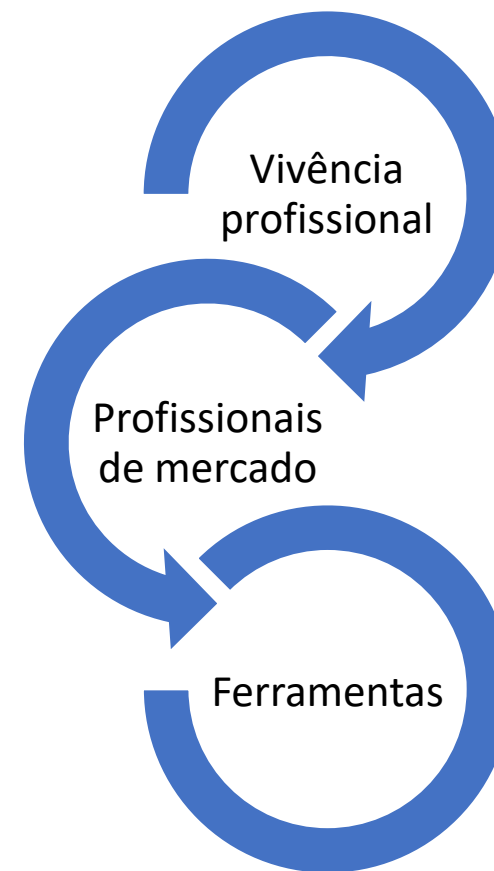 Vivência
profissional
Profissionais
de mercado
Ferramentas